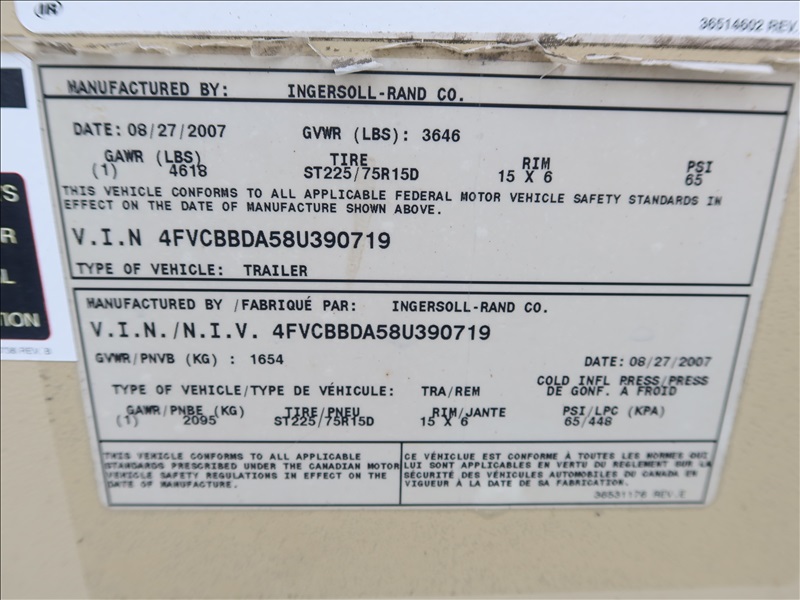 IR
36514602 REV.
MANUFACTURED BY: INGERSOLL-RAND CO.
DATE: 08/27/2007 GVWR (LBS): 3646
GAWR (LBS) TIRE RIM PSI
(1) 4618 ST225/75R15D 15 X 6 65
THIS VEHICLE CONFORMS TO ALL APPLICABLE FEDERAL MOTOR VEHICLE SAFETY STANDARDS IN
EFFECT ON THE DATE OF MANUFACTURE SHOWN ABOVE.
V.I.N 4FVCBBDA58U390719
TYPE OF VEHICLE: TRAILER
MANUFACTURED BY /FABRIQUÉ PAR: INGERSOLL-RAND CO.
V.I.N./N.I.V. 4FVCBBDA58U390719
GVWR/PNVB (KG): 1654 DATE: 08/27/2007
TYPE OF VEHICLE/TYPE DE VÉHICULE: TRA/REM COLD INFL PRESS/PRESS
DE GONF. A FROID
GAWR/PNBE (KG) TIRE/PNEU RIM/JANTE PSI/LPC (KPA)
(1) 2095 ST225/75R15D 15 X 6 65/448
THIS VEHICLE CONFORMS TO ALL APPLICABLE
STANDARDS PRESCRIBED UNDER THE CANADIAN MOTOR
VEHICLE SAFETY REGULATIONS IN EFFECT ON THE
DATE OF MANUFACTURE.
CE VÉHICLUE EST CONFORME À TOUTES LES NORMES QUI
LUI SONT APPLICABLES EN VERTU DU REGLEMENT SUR LA
SÉCURITÉ DES VÉHICULES AUTOMOBILES DU CANADA EN
VIGUEUR À LA DATE DE SA FABRICATION.
36531176 REV.E